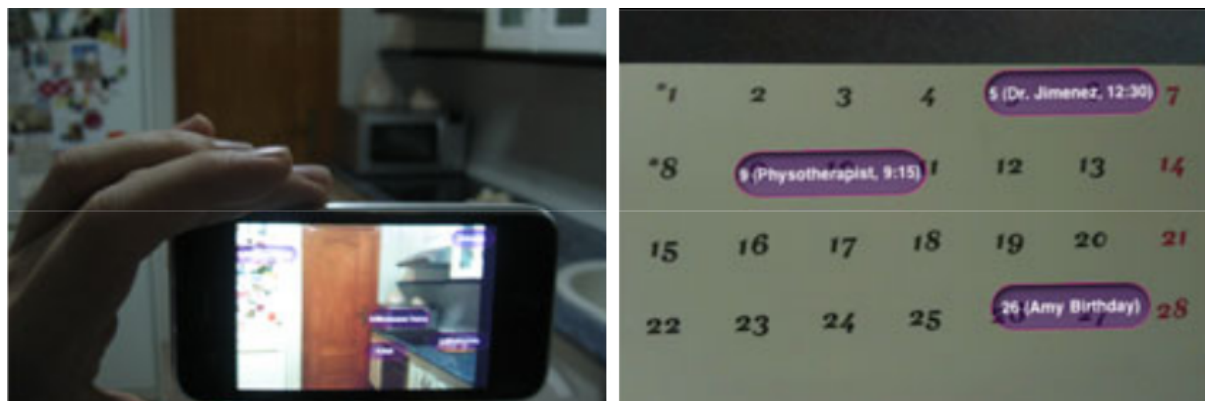 *1 2 3 4 5 (Dr. Jimenez, 12:30) 7
*8 9 (Physotherapist, 9:15) 11 12 13 14
15 16 17 18 19 20 21
22 23 24 25 26 (Amy Birthday) 28